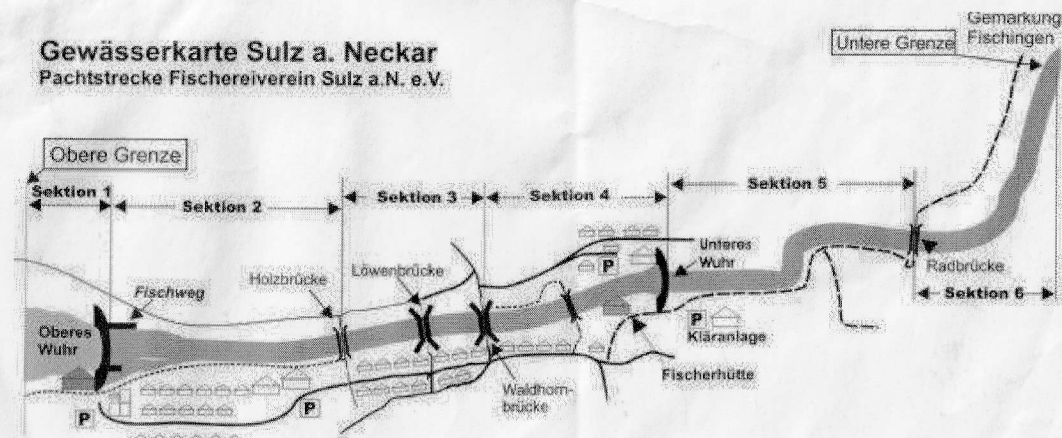 Gewässerkarte Sulz a. Neckar
Pachtstrecke Fischereiverein Sulz a.N. e.V.
Gemarkung
Fischingen
Untere Grenze
Obere Grenze
Sektion 1
Sektion 2
Sektion 3
Sektion 4
Sektion 5
Sektion 6
Fischweg
Holzbrücke
Löwenbrücke
Unteres
Wuhr
Radbrücke
Oberes
Wuhr
P
P
P
P
Kläranlage
Fischerhütte
Waldhorn-
brücke